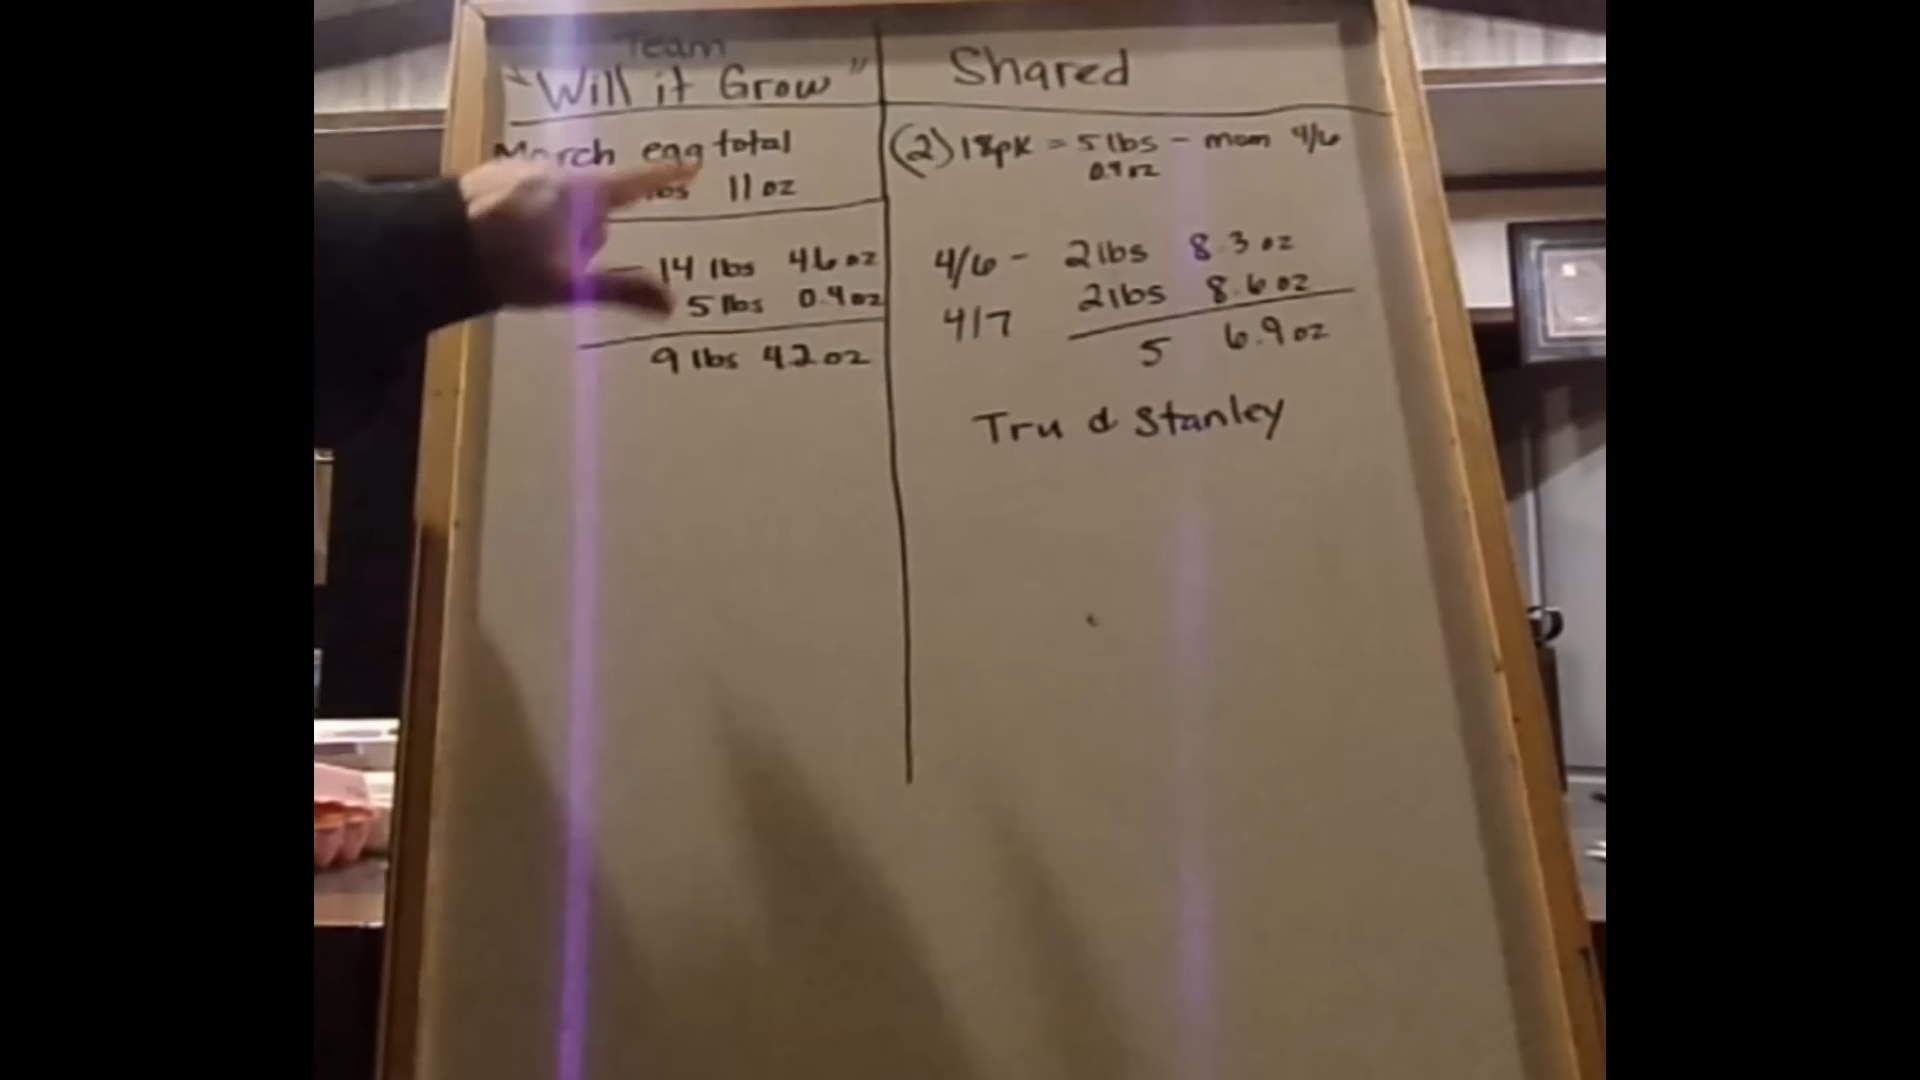 Team
"Will it Grow"
March egg total
lbs 11 oz
14 lbs 4.6 oz
5 lbs 0.9 oz
9 lbs 4.2 oz
Shared
(2) 18pk = 5 lbs - mom 4/6
0.9 oz
4/6 - 2 lbs 8.3 oz
4/7 2 lbs 8.6 oz
5 6.9 oz
Tru & Stanley